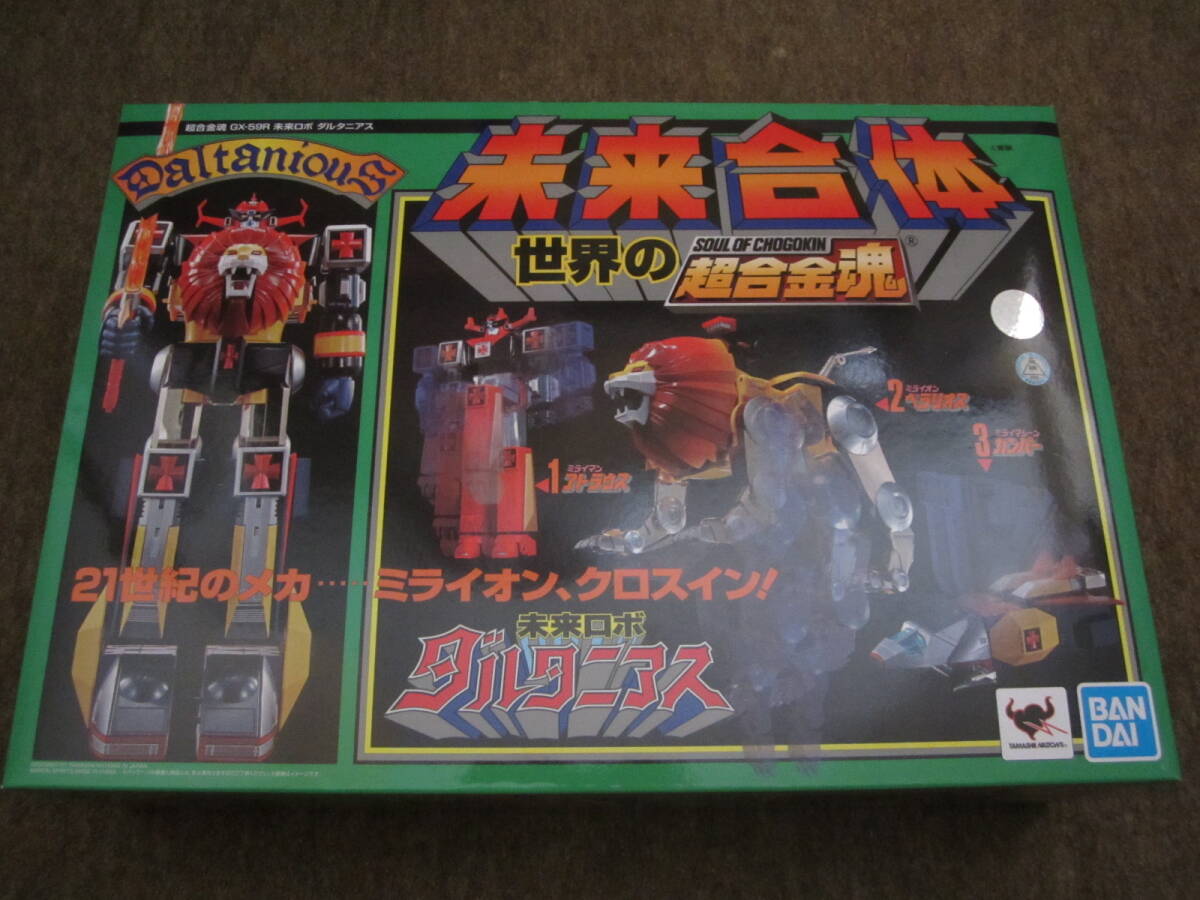 超合金魂 GX-59R 未来ロボ ダルタニアス
Daltanious
未来合体
世界の
SOUL OF CHOGOKIN
超合金魂®
ミライマン
1アトラウス
ミライオン
2ベラリオス
ミライマシーン
3ガンパー
21世紀のメカ……ミライオン、クロスイン!
未来ロボ
ダルタニアス
TAMASHII NATIONS
BAN
DAI